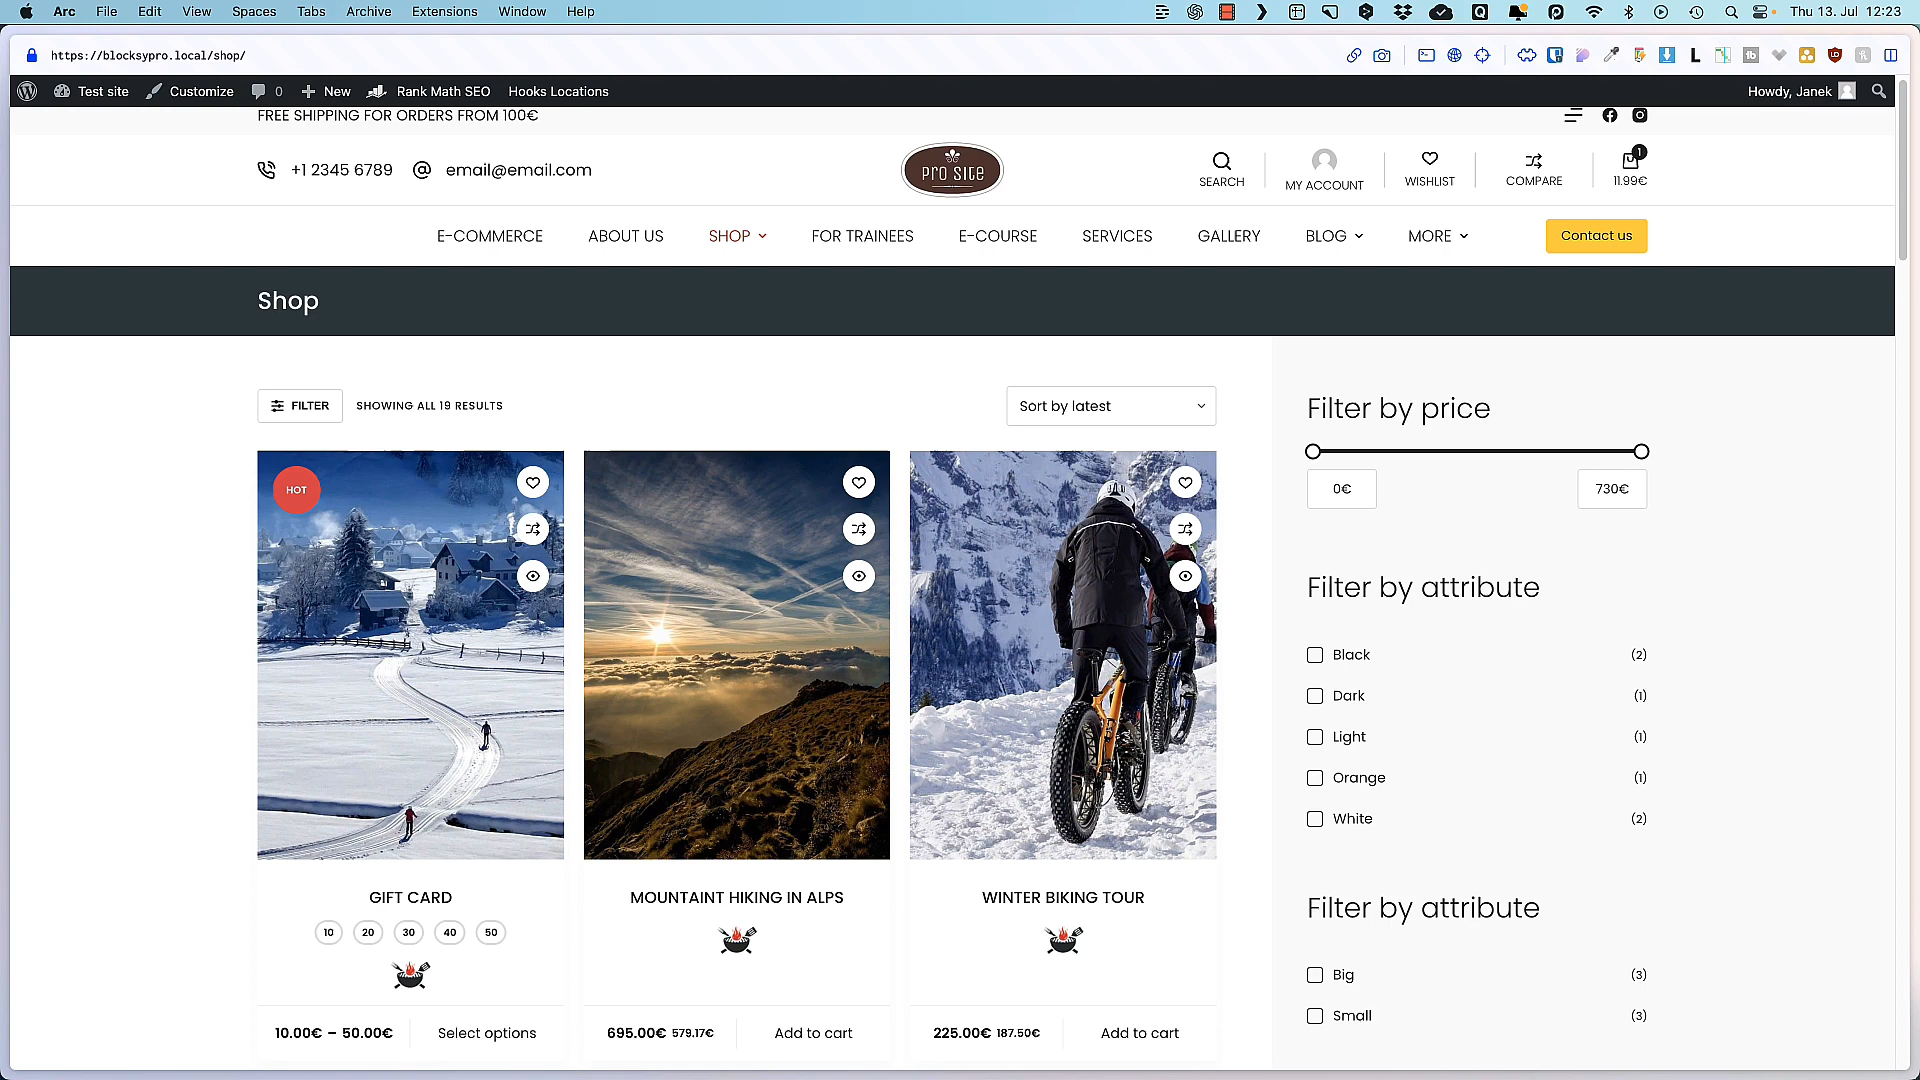 Arc File Edit View Spaces Tabs Archive Extensions Window Help Thu 13. Jul 12:23
https://blocksypro.local/shop/
Test site Customize 0 New Rank Math SEO Hooks Locations Howdy, Janek
FREE SHIPPING FOR ORDERS FROM 100€
+1 2345 6789 email@email.com
PRO SITE
SEARCH MY ACCOUNT WISHLIST COMPARE 1 11.99€
E-COMMERCE ABOUT US SHOP FOR TRAINEES E-COURSE SERVICES GALLERY BLOG MORE Contact us
Shop
FILTER SHOWING ALL 19 RESULTS Sort by latest
HOT
GIFT CARD
10 20 30 40 50
10.00€ – 50.00€ Select options
MOUNTAINT HIKING IN ALPS
695.00€ 579.17€ Add to cart
WINTER BIKING TOUR
225.00€ 187.50€ Add to cart
Filter by price
0€ 730€
Filter by attribute
Black (2)
Dark (1)
Light (1)
Orange (1)
White (2)
Filter by attribute
Big (3)
Small (3)